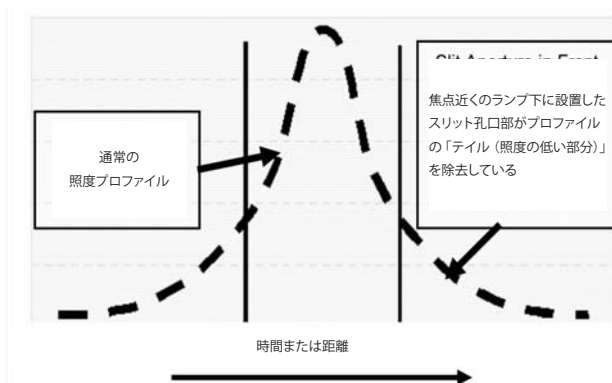 通常の
照度プロファイル
焦点近くのランプ下に設置した
スリット孔口部がプロファイル
の「テイル（照度の低い部分）」
を除去している
時間または距離